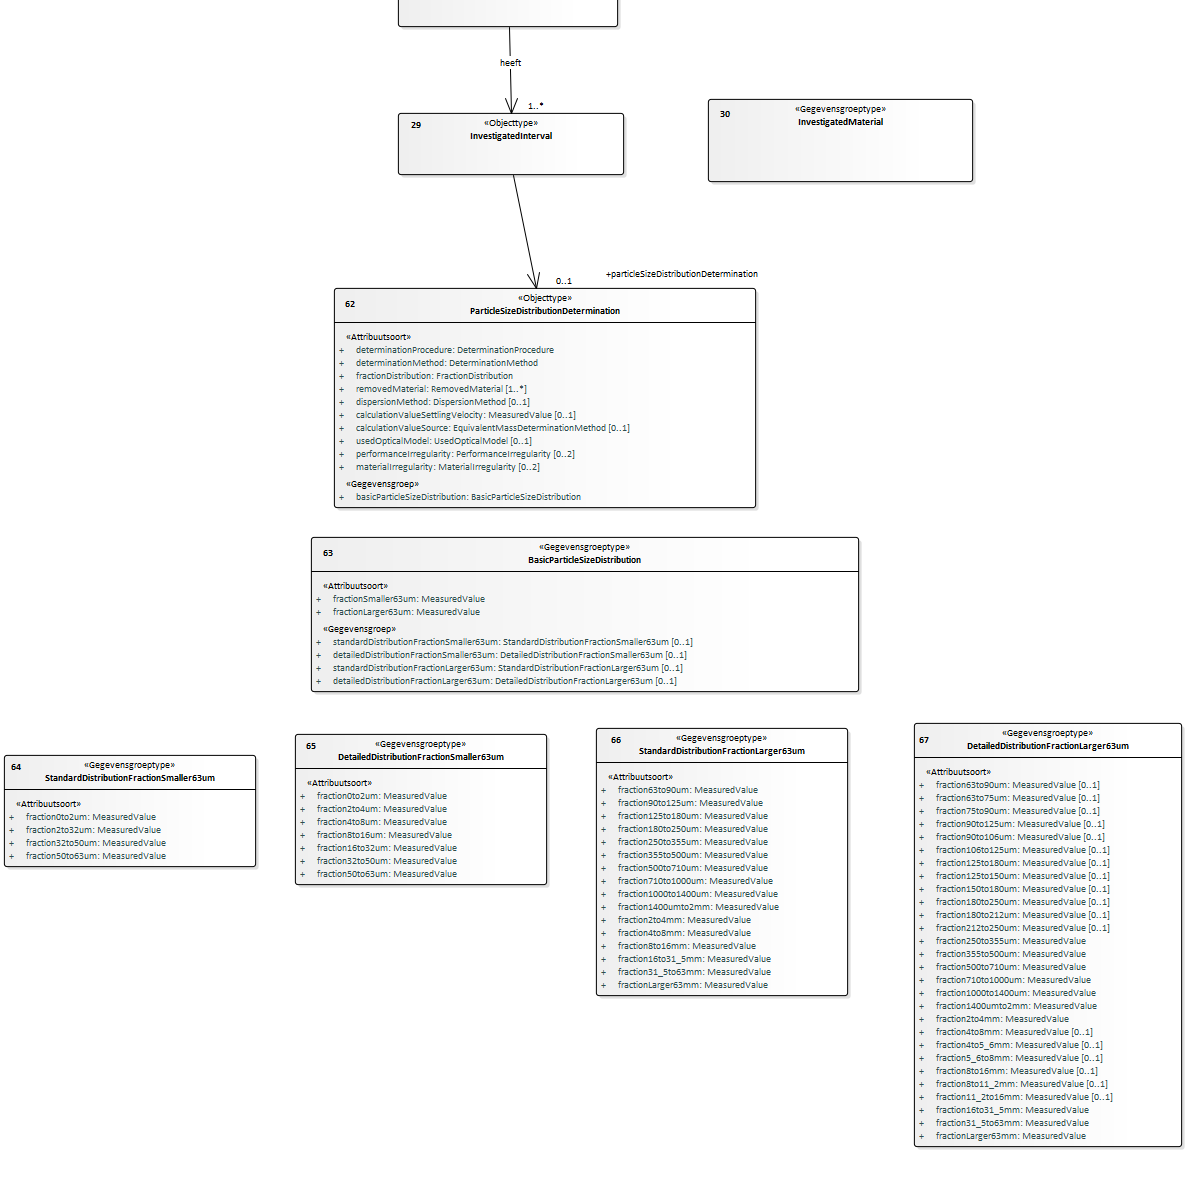 heeft
1..*
29
«Objecttype»
InvestigatedInterval
30
«Gegevensgroeptype»
InvestigatedMaterial
0..1
+particleSizeDistributionDetermination
62
«Objecttype»
ParticleSizeDistributionDetermination
«Attribuutsoort»
+ determinationProcedure: DeterminationProcedure
+ determinationMethod: DeterminationMethod
+ fractionDistribution: FractionDistribution
+ removedMaterial: RemovedMaterial [1..*]
+ dispersionMethod: DispersionMethod [0..1]
+ calculationValueSettlingVelocity: MeasuredValue [0..1]
+ calculationValueSource: EquivalentMassDeterminationMethod [0..1]
+ usedOpticalModel: UsedOpticalModel [0..1]
+ performanceIrregularity: PerformanceIrregularity [0..2]
+ materialIrregularity: MaterialIrregularity [0..2]
«Gegevensgroep»
+ basicParticleSizeDistribution: BasicParticleSizeDistribution
63
«Gegevensgroeptype»
BasicParticleSizeDistribution
«Attribuutsoort»
+ fractionSmaller63um: MeasuredValue
+ fractionLarger63um: MeasuredValue
«Gegevensgroep»
+ standardDistributionFractionSmaller63um: StandardDistributionFractionSmaller63um [0..1]
+ detailedDistributionFractionSmaller63um: DetailedDistributionFractionSmaller63um [0..1]
+ standardDistributionFractionLarger63um: StandardDistributionFractionLarger63um [0..1]
+ detailedDistributionFractionLarger63um: DetailedDistributionFractionLarger63um [0..1]
64
«Gegevensgroeptype»
StandardDistributionFractionSmaller63um
«Attribuutsoort»
+ fraction0to2um: MeasuredValue
+ fraction2to32um: MeasuredValue
+ fraction32to50um: MeasuredValue
+ fraction50to63um: MeasuredValue
65
«Gegevensgroeptype»
DetailedDistributionFractionSmaller63um
«Attribuutsoort»
+ fraction0to2um: MeasuredValue
+ fraction2to4um: MeasuredValue
+ fraction4to8um: MeasuredValue
+ fraction8to16um: MeasuredValue
+ fraction16to32um: MeasuredValue
+ fraction32to50um: MeasuredValue
+ fraction50to63um: MeasuredValue
66
«Gegevensgroeptype»
StandardDistributionFractionLarger63um
«Attribuutsoort»
+ fraction63to90um: MeasuredValue
+ fraction90to125um: MeasuredValue
+ fraction125to180um: MeasuredValue
+ fraction180to250um: MeasuredValue
+ fraction250to355um: MeasuredValue
+ fraction355to500um: MeasuredValue
+ fraction500to710um: MeasuredValue
+ fraction710to1000um: MeasuredValue
+ fraction1000to1400um: MeasuredValue
+ fraction1400umto2mm: MeasuredValue
+ fraction2to4mm: MeasuredValue
+ fraction4to8mm: MeasuredValue
+ fraction8to16mm: MeasuredValue
+ fraction16to31_5mm: MeasuredValue
+ fraction31_5to63mm: MeasuredValue
+ fractionLarger63mm: MeasuredValue
67
«Gegevensgroeptype»
DetailedDistributionFractionLarger63um
«Attribuutsoort»
+ fraction63to90um: MeasuredValue [0..1]
+ fraction63to75um: MeasuredValue [0..1]
+ fraction75to90um: MeasuredValue [0..1]
+ fraction90to125um: MeasuredValue [0..1]
+ fraction90to106um: MeasuredValue [0..1]
+ fraction106to125um: MeasuredValue [0..1]
+ fraction125to180um: MeasuredValue [0..1]
+ fraction125to150um: MeasuredValue [0..1]
+ fraction150to180um: MeasuredValue [0..1]
+ fraction180to250um: MeasuredValue [0..1]
+ fraction180to212um: MeasuredValue [0..1]
+ fraction212to250um: MeasuredValue [0..1]
+ fraction250to355um: MeasuredValue
+ fraction355to500um: MeasuredValue
+ fraction500to710um: MeasuredValue
+ fraction710to1000um: MeasuredValue
+ fraction1000to1400um: MeasuredValue
+ fraction1400umto2mm: MeasuredValue
+ fraction2to4mm: MeasuredValue
+ fraction4to8mm: MeasuredValue [0..1]
+ fraction4to5_6mm: MeasuredValue [0..1]
+ fraction5_6to8mm: MeasuredValue [0..1]
+ fraction8to16mm: MeasuredValue [0..1]
+ fraction8to11_2mm: MeasuredValue [0..1]
+ fraction11_2to16mm: MeasuredValue [0..1]
+ fraction16to31_5mm: MeasuredValue
+ fraction31_5to63mm: MeasuredValue
+ fractionLarger63mm: MeasuredValue